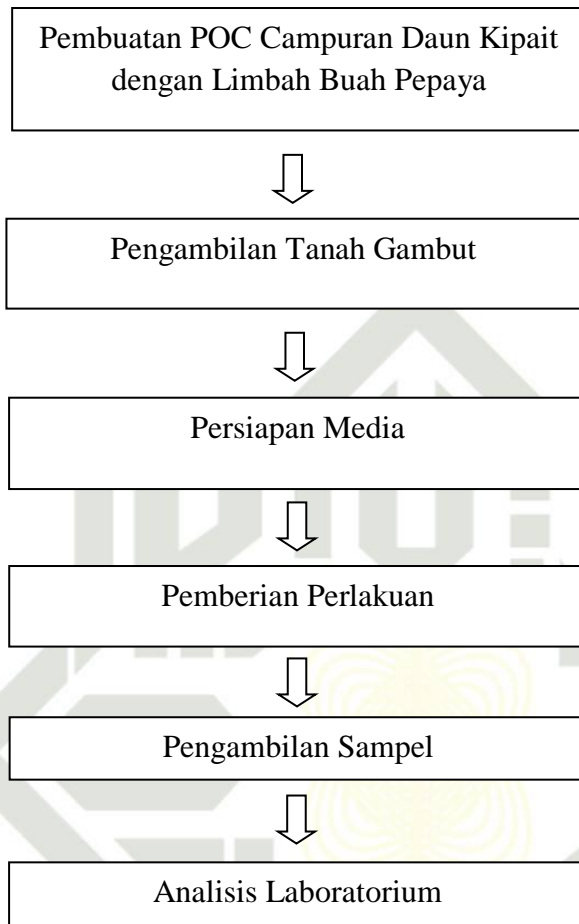 Pembuatan POC Campuran Daun Kipait
dengan Limbah Buah Pepaya
Pengambilan Tanah Gambut
Persiapan Media
Pemberian Perlakuan
Pengambilan Sampel
Analisis Laboratorium